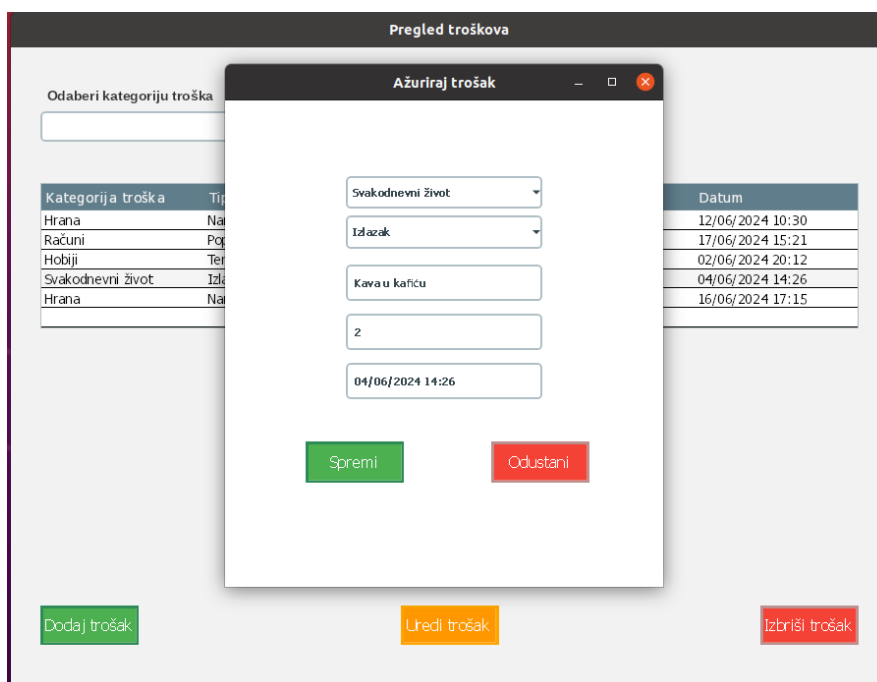 Pregled troškova
Ažuriraj trošak
Odaberi kategoriju troška
Kategorija troška
Datum
Hrana 12/06/2024 10:30
Računi 17/06/2024 15:21
Hobiji 02/06/2024 20:12
Svakodnevni život 04/06/2024 14:26
Hrana 16/06/2024 17:15
Svakodnevni život
Izlazak
Kava u kafiću
2
04/06/2024 14:26
Spremi
Odustani
Dodaj trošak
Uredi trošak
Izbriši trošak